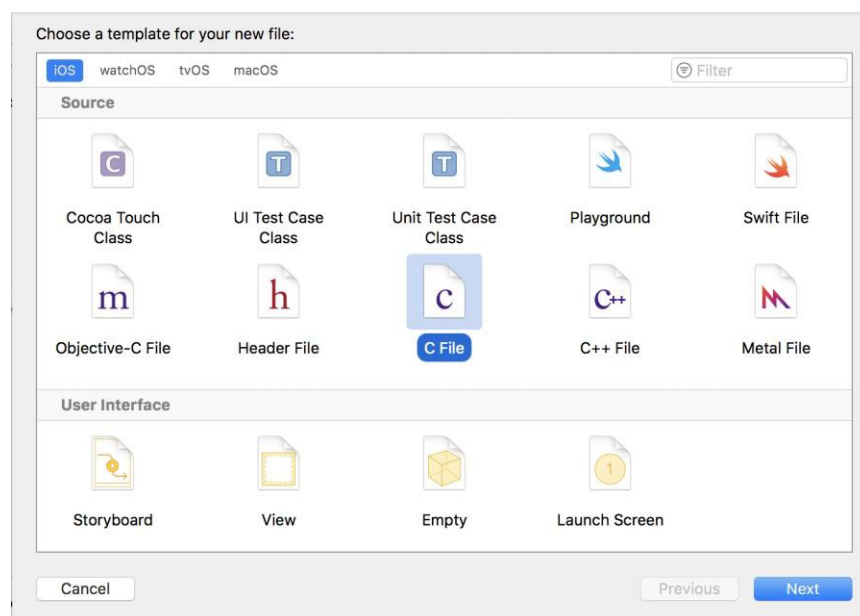 Choose a template for your new file:
iOS watchOS tvOS macOS Filter
Source
C T T
Cocoa Touch Class UI Test Case Class Unit Test Case Class Playground Swift File
m h c C++
Objective-C File Header File C File C++ File Metal File
User Interface
1
Storyboard View Empty Launch Screen
Cancel Previous Next